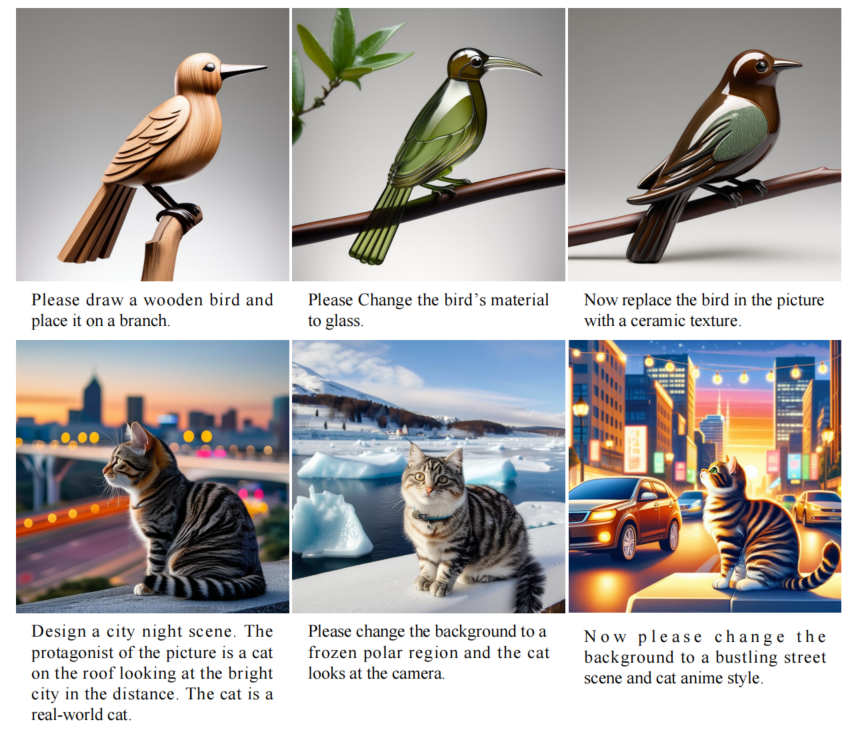 Please draw a wooden bird and
place it on a branch.
Please Change the bird's material
to glass.
Now replace the bird in the picture
with a ceramic texture.
Design a city night scene. The
protagonist of the picture is a cat
on the roof looking at the bright
city in the distance. The cat is a
real-world cat.
Please change the background to a
frozen polar region and the cat
looks at the camera.
Now please change the
background to a bustling street
scene and cat anime style.